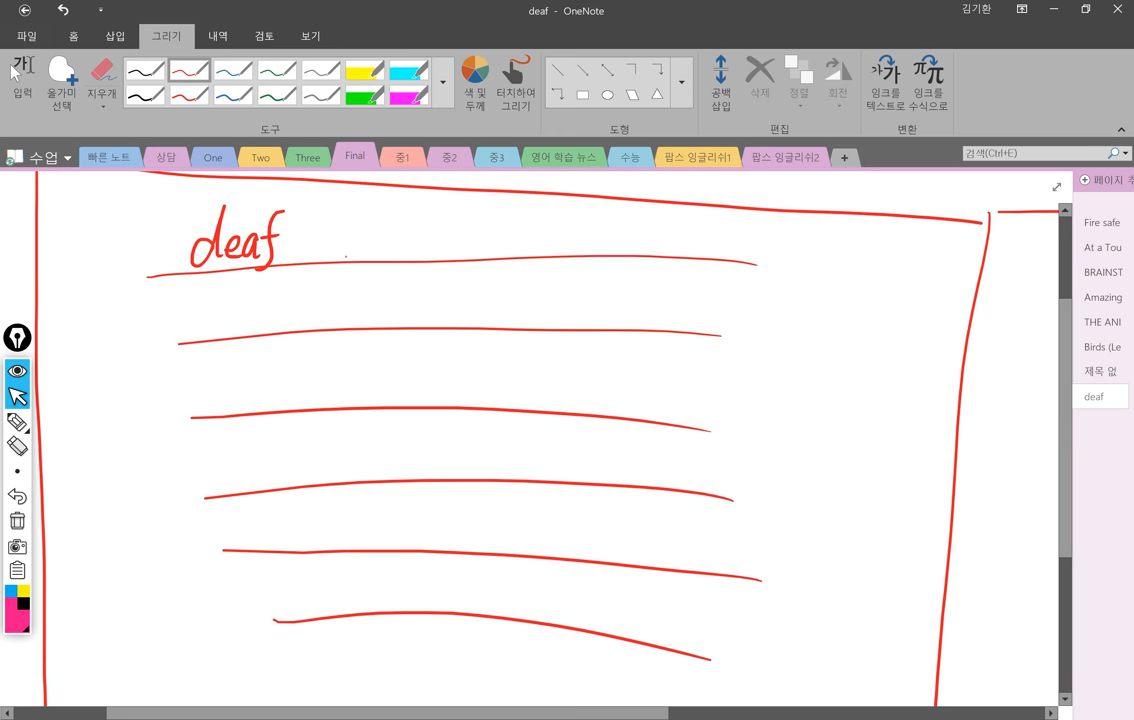 deaf - OneNote
김기환
파일 홈 삽입 그리기 내역 검토 보기
가
입력
올가미
선택
지우개
색 및
두께
터치하여
그리기
공백
삽입
삭제
정렬
회전
잉크를
텍스트로
잉크를
수식으로
도구
도형
편집
변환
수업
빠른 노트 상담 One Two Three Final 중1 중2 중3 영어 학습 뉴스 수능 팝스 잉글리쉬1 팝스 잉글리쉬2
검색(Ctrl+E)
페이지 추
Fire safe
At a Tou
BRAINST
Amazing
THE ANI
Birds (Le
제목 없
deaf
deaf